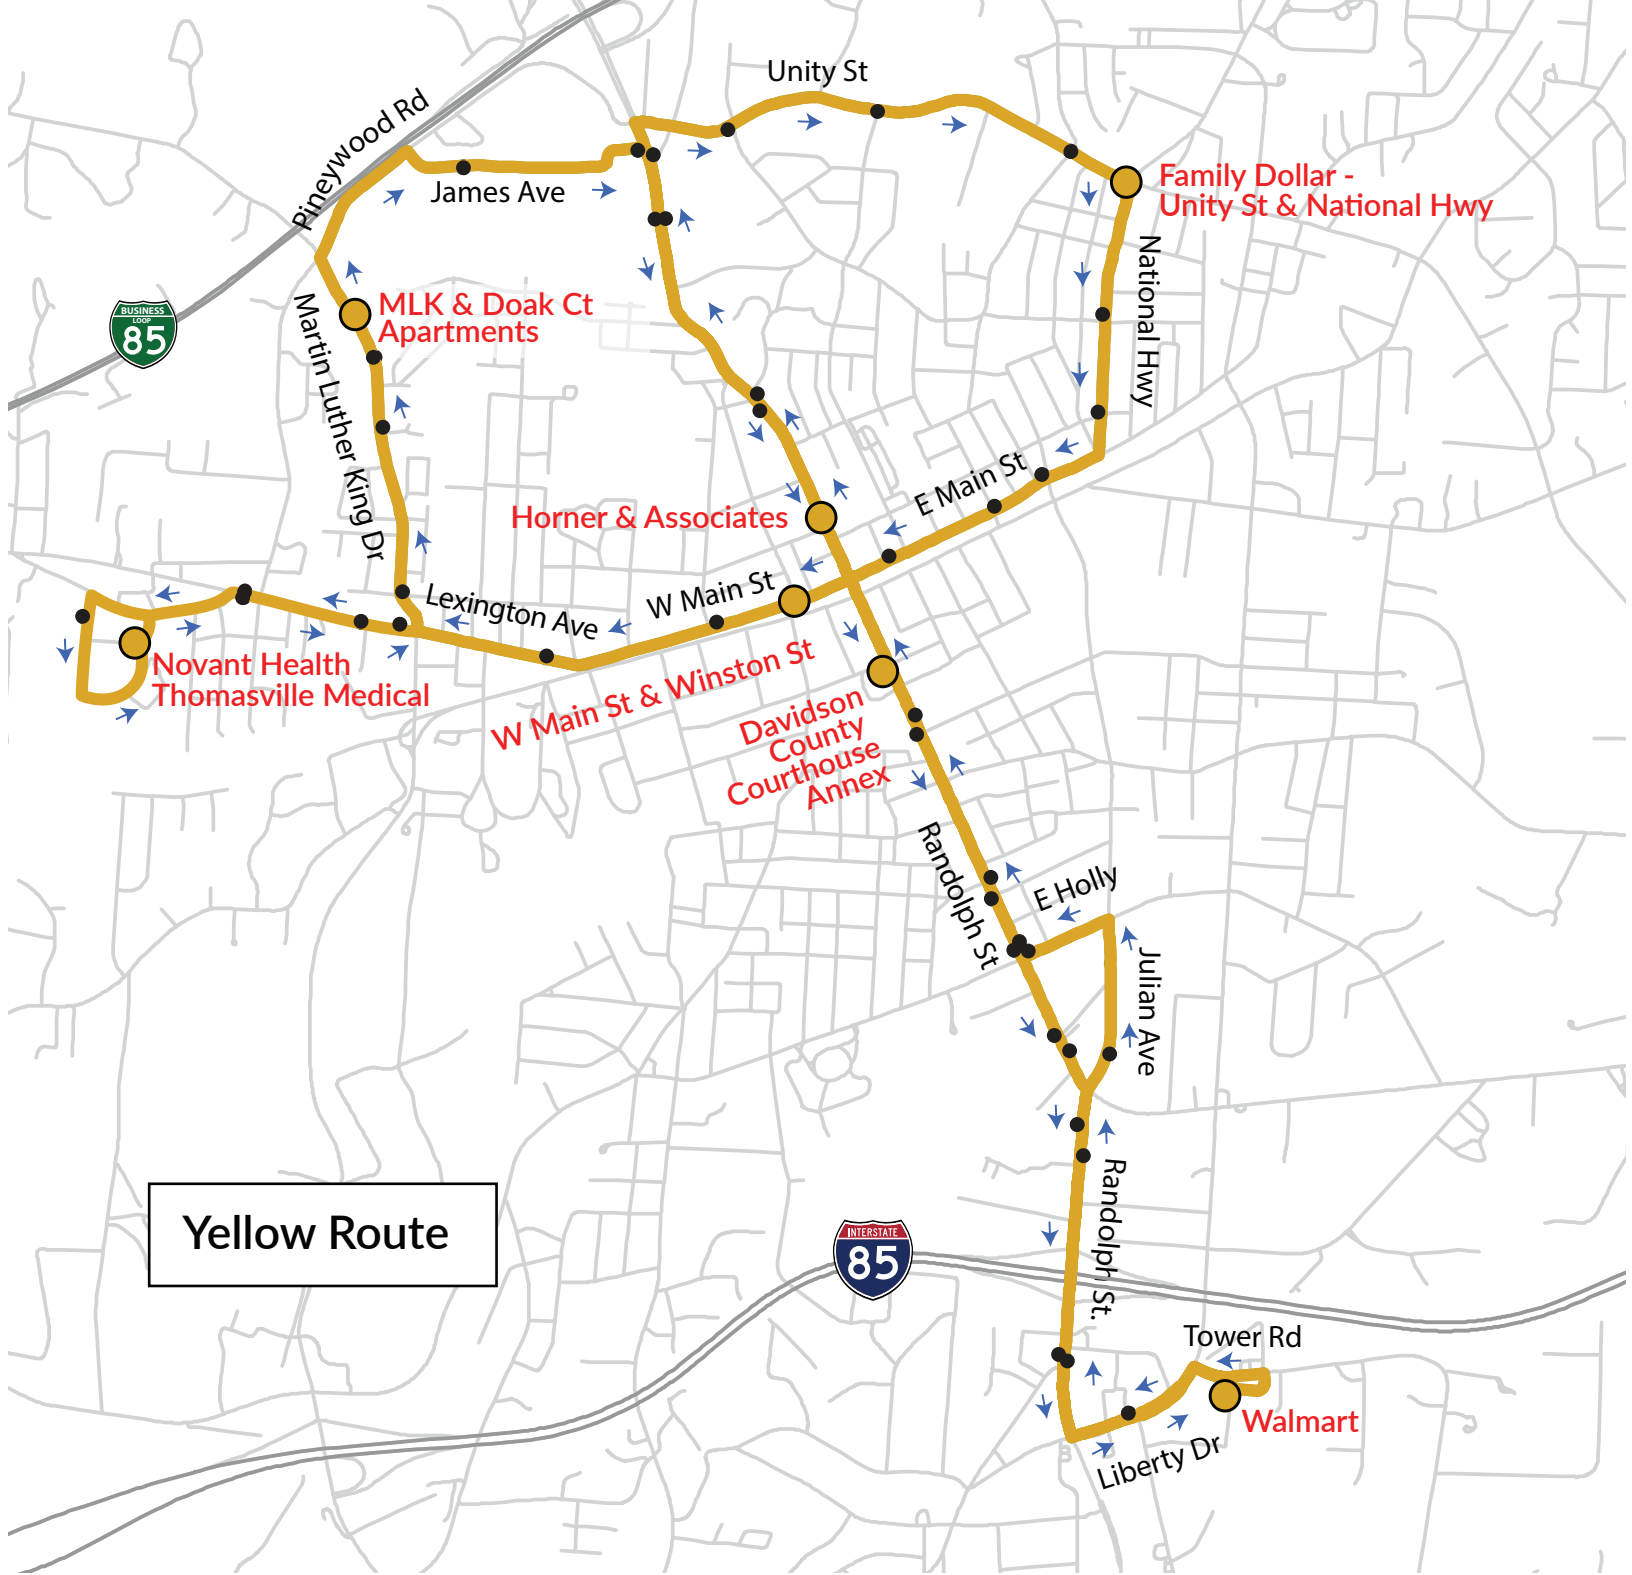 Unity St
Pineywood Rd
James Ave
Family Dollar -
Unity St & National Hwy
National Hwy
BUSINESS
LOOP
85
MLK & Doak Ct
Apartments
Martin Luther King Dr
E Main St
Horner & Associates
W Main St
Lexington Ave
Novant Health
Thomasville Medical
W Main St & Winston St
Davidson
County
Courthouse
Annex
Randolph St
E Holly
Julian Ave
Randolph St.
Yellow Route
INTERSTATE
85
Tower Rd
Walmart
Liberty Dr